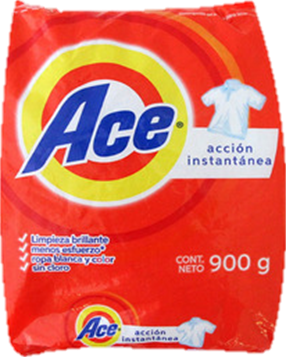 Ace®
acción
instantánea
Limpieza brillante
menos esfuerzo*
ropa blanca y color
sin cloro
CONT.
NETO 900 g
Ace
acción
instantánea